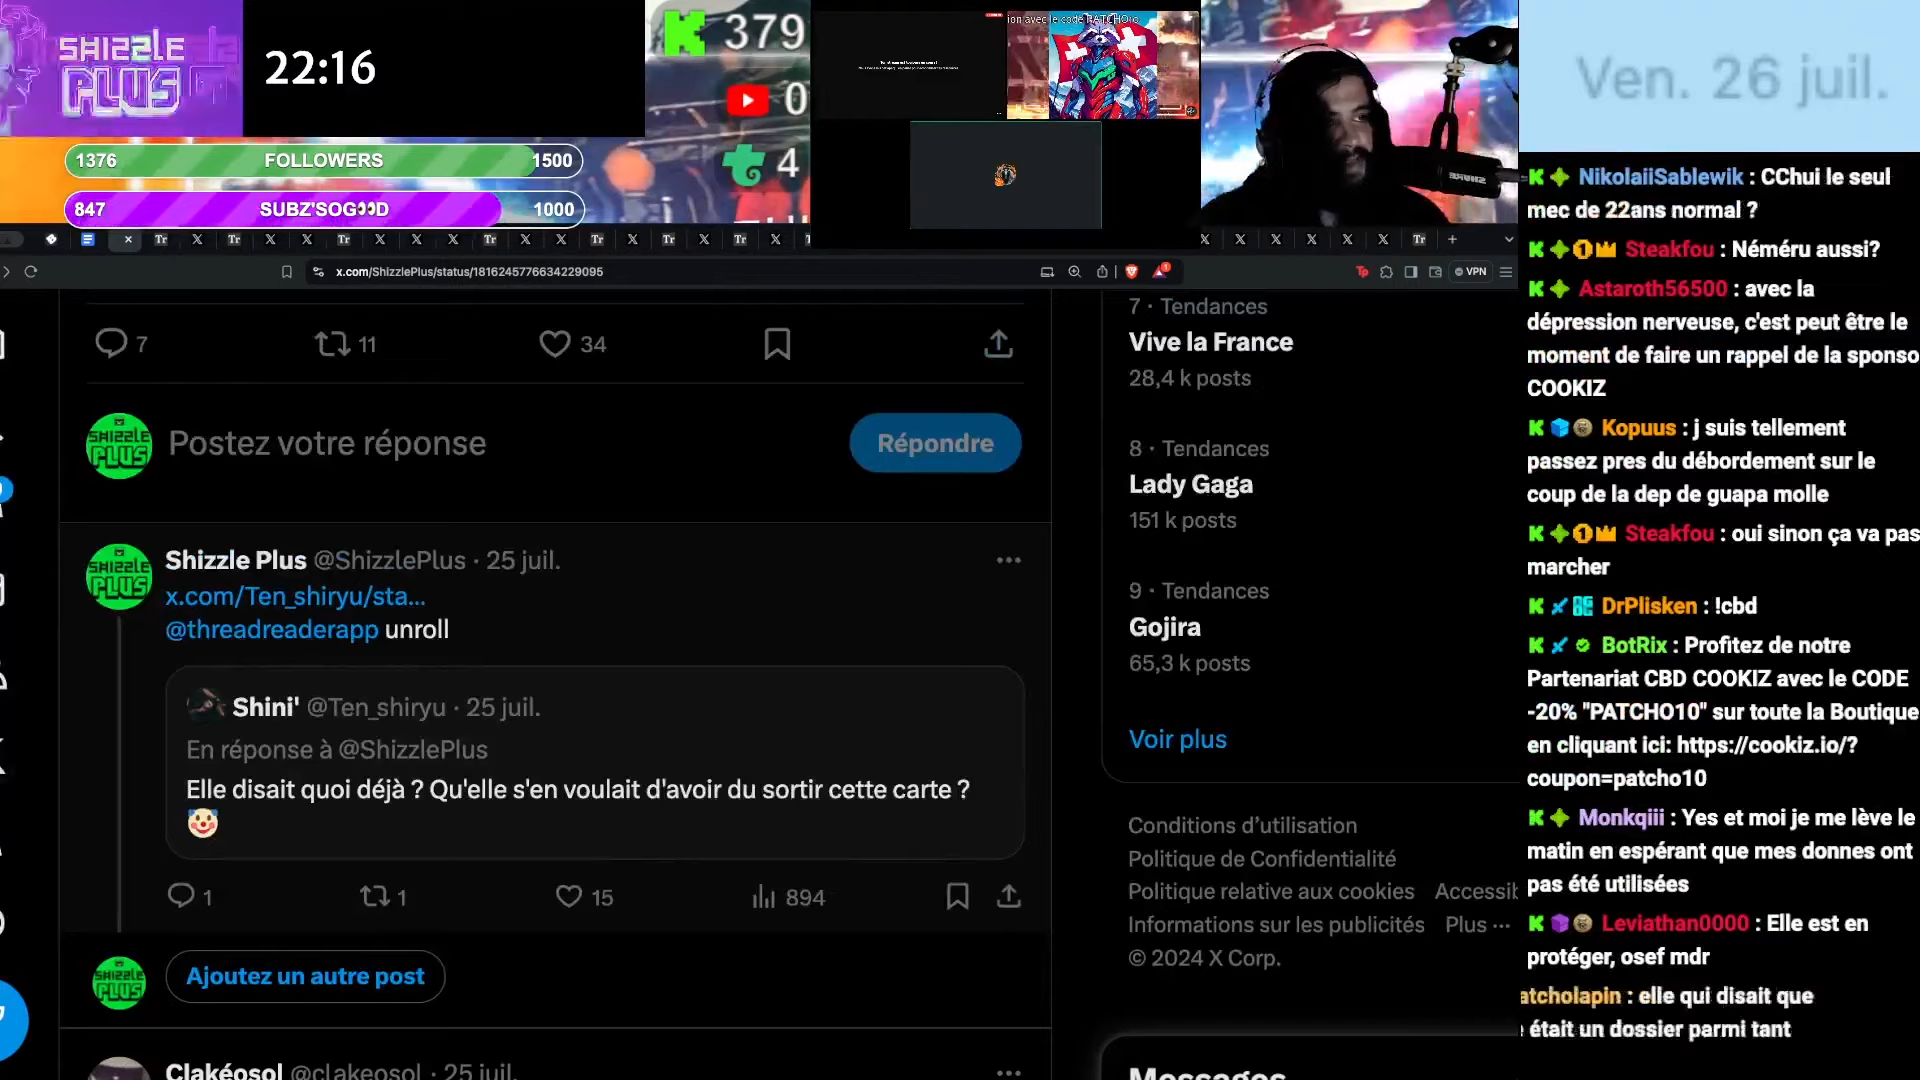 SHIZZLE
PLUS
22:16
379
0
4
ion avec le code PATCHO10
Ven. 26 juil.
1376 FOLLOWERS 1500
847 SUBZ'SOG👀D 1000
x.com/ShizzlePlus/status/1816245776634229095
VPN
7 11 34
Postez votre réponse
Répondre
Shizzle Plus @ShizzlePlus · 25 juil.
x.com/Ten_shiryu/sta...
@threadreaderapp unroll
Shini' @Ten_shiryu · 25 juil.
En réponse à @ShizzlePlus
Elle disait quoi déjà ? Qu'elle s'en voulait d'avoir du sortir cette carte ?
🤡
1 1 15 894
Ajoutez un autre post
Clakéosol @clakeosol · 25 juil.
7 · Tendances
Vive la France
28,4 k posts
8 · Tendances
Lady Gaga
151 k posts
9 · Tendances
Gojira
65,3 k posts
Voir plus
Conditions d’utilisation
Politique de Confidentialité
Politique relative aux cookies Accessib
Informations sur les publicités Plus ···
© 2024 X Corp.
Messages
NikolaiiSablewik : CChui le seul
mec de 22ans normal ?
Steakfou : Néméru aussi?
Astaroth56500 : avec la
dépression nerveuse, c'est peut être le
moment de faire un rappel de la sponso
COOKIZ
Kopuus : j suis tellement
passez pres du débordement sur le
coup de la dep de guapa molle
Steakfou : oui sinon ça va pas
marcher
DrPlisken : !cbd
BotRix : Profitez de notre
Partenariat CBD COOKIZ avec le CODE
-20% "PATCHO10" sur toute la Boutique
en cliquant ici: https://cookiz.io/?
coupon=patcho10
Monkqiii : Yes et moi je me lève le
matin en espérant que mes donnes ont
pas été utilisées
Leviathan0000 : Elle est en
protéger, osef mdr
atcholapin : elle qui disait que
était un dossier parmi tant